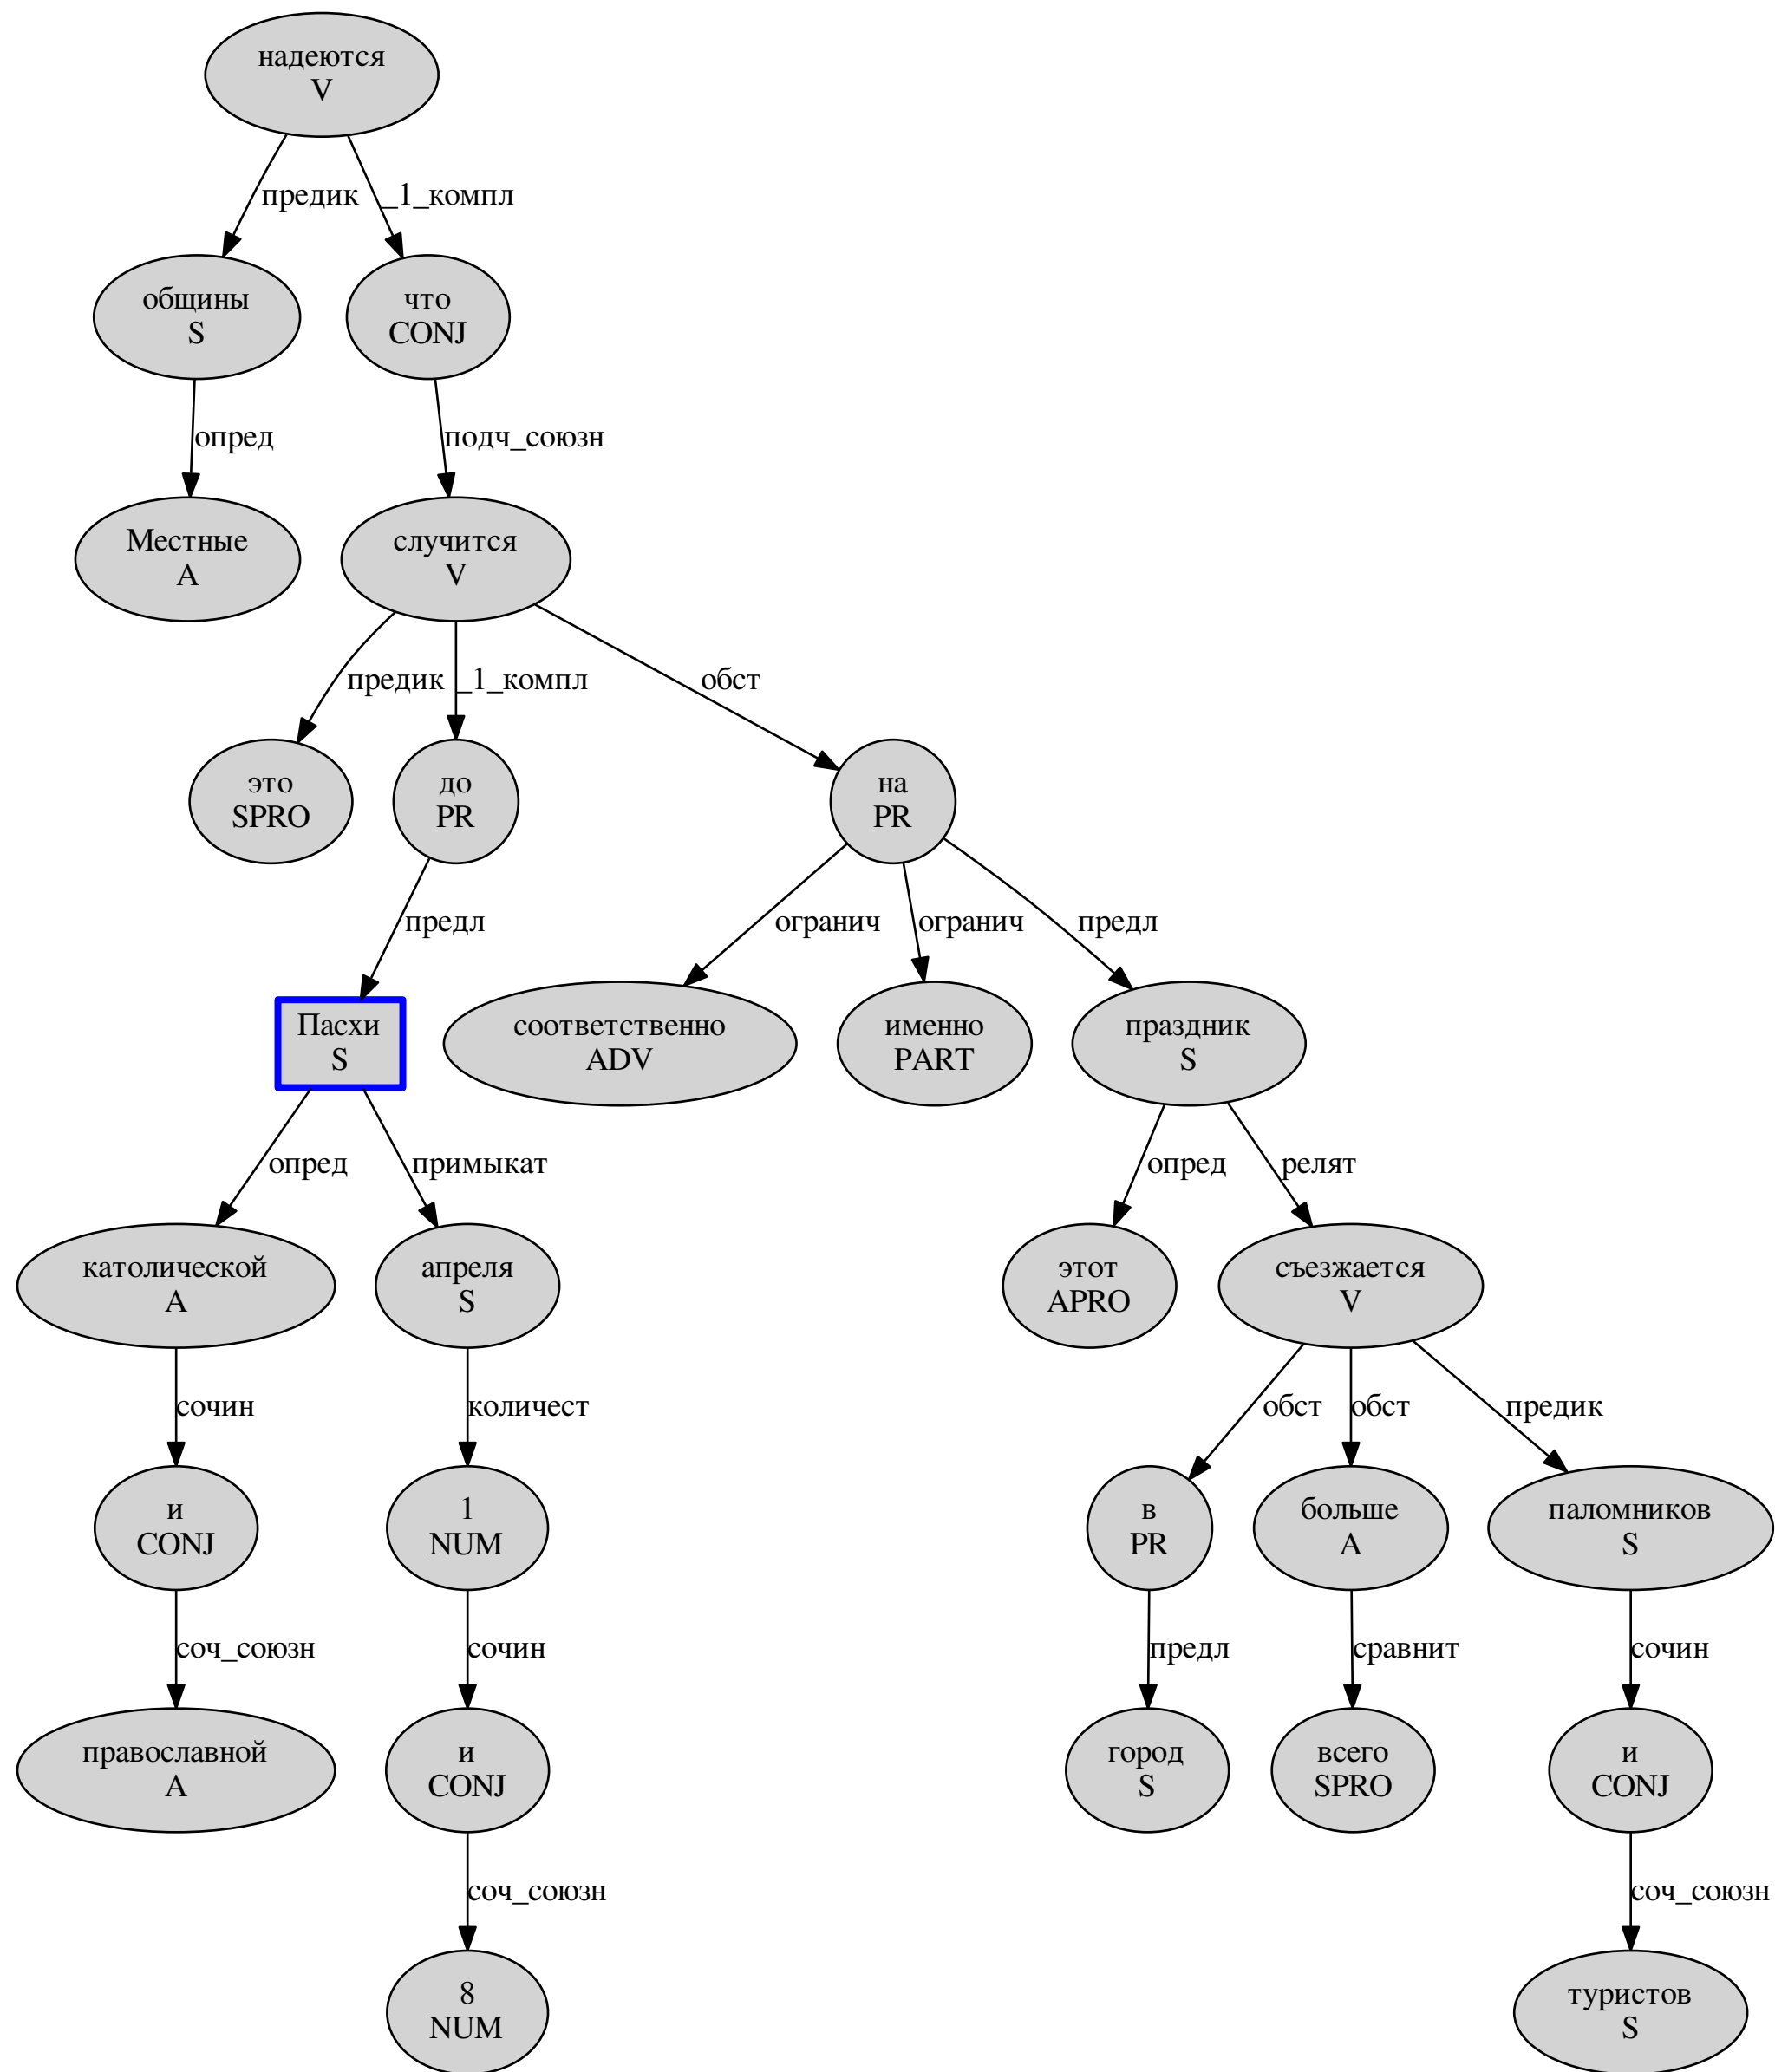 надеются
V
предик
_1_компл
общины
S
что
CONJ
опред
подч_союзн
Местные
A
случится
V
предик
_1_компл
обст
это
SPRO
до
PR
на
PR
предл
огранич
огранич
предл
Пасхи
S
соответственно
ADV
именно
PART
праздник
S
опред
примыкат
опред
релят
католической
A
апреля
S
этот
APRO
съезжается
V
сочин
количест
обст
обст
предик
и
CONJ
1
NUM
в
PR
больше
A
паломников
S
соч_союзн
сочин
предл
сравнит
сочин
православной
A
и
CONJ
город
S
всего
SPRO
и
CONJ
соч_союзн
соч_союзн
8
NUM
туристов
S